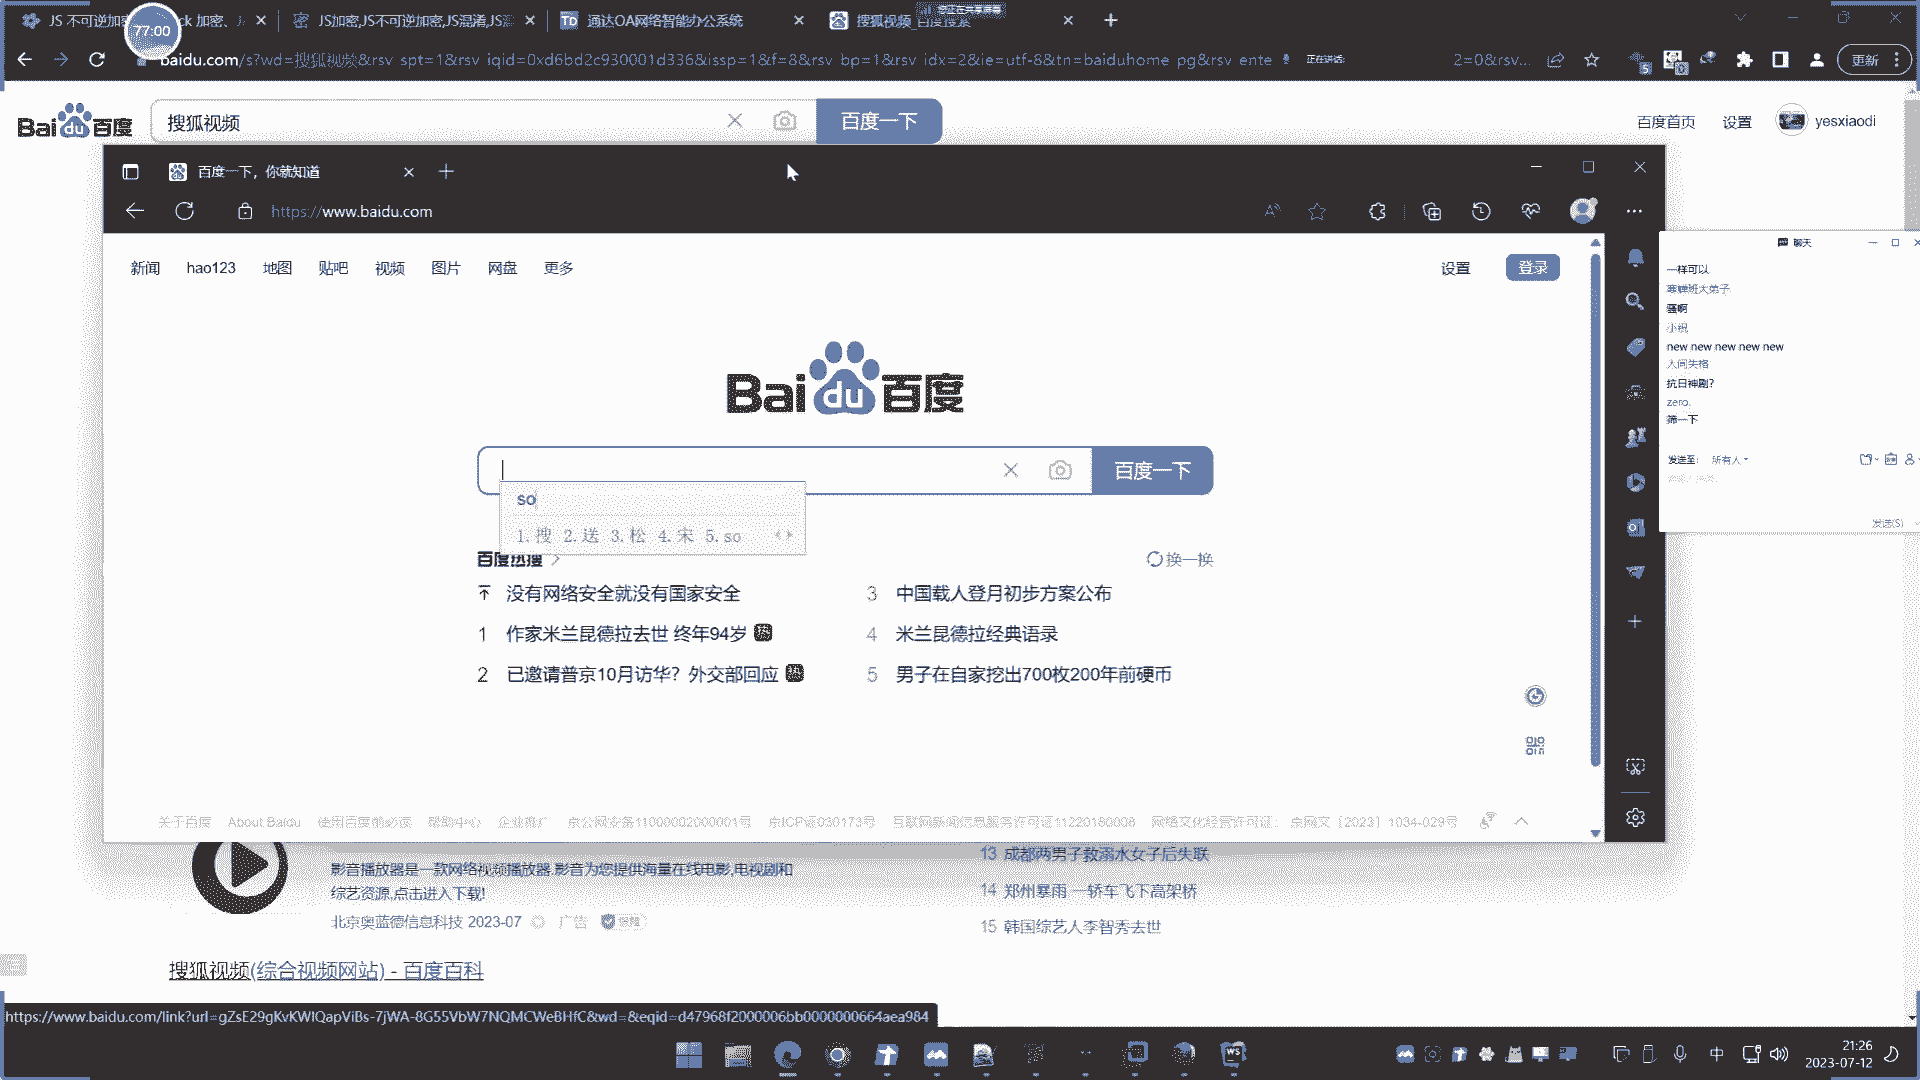 JS 不可逆加密
ck 加密、J
JS加密,JS不可逆加密,JS混淆,JS
通达OA网络智能办公系统
搜狐视频_百度搜索
77:00
baidu.com/s?wd=搜狐视频&rsv_spt=1&rsv_iqid=0xd6bd2c930001d336&issp=1&f=8&rsv_bp=1&rsv_idx=2&ie=utf-8&tn=baiduhome_pg&rsv_ente
正在讲话:
2=0&rsv...
更新
Bai du 百度
搜狐视频
百度一下
百度首页
设置
yesxiaodi
百度一下，你就知道
https://www.baidu.com
新闻
hao123
地图
贴吧
视频
图片
网盘
更多
设置
登录
Bai du 百度
百度一下
so
1.搜 2.送 3.松 4.宋 5.so
百度热搜
换一换
没有网络安全就没有国家安全
1 作家米兰昆德拉去世 终年94岁 热
2 已邀请普京10月访华？外交部回应 热
3 中国载人登月初步方案公布
4 米兰昆德拉经典语录
5 男子在自家挖出700枚200年前硬币
关于百度
About Baidu
使用百度前必读
帮助中心
企业推广
京公网安备11000002000001号
京ICP证030173号
互联网新闻信息服务许可证11220180008
网络文化经营许可证： 京网文〔2023〕1034-029号
聊天
一样可以
寒蝉班大弟子
骚啊
小祝
new new new new new
人间失格
抗日神剧？
zero.
筛一下
发送至:
所有人
发送(S)
影音播放器是一款网络视频播放器.影音为您提供海量在线电影,电视剧和
综艺资源,点击进入下载!
北京奥蓝德信息科技 2023-07
广告
保障
13 成都两男子救溺水女子后失联
14 郑州暴雨 一轿车飞下高架桥
15 韩国综艺人李智秀去世
搜狐视频(综合视频网站) - 百度百科
https://www.baidu.com/link?url=gZsE29gKvKWlQapViBs-7jWA-8G55VbW7NQMCWeBHfC&wd=&eqid=d47968f2000006bb0000000664aea984
中
21:26
2023-07-12